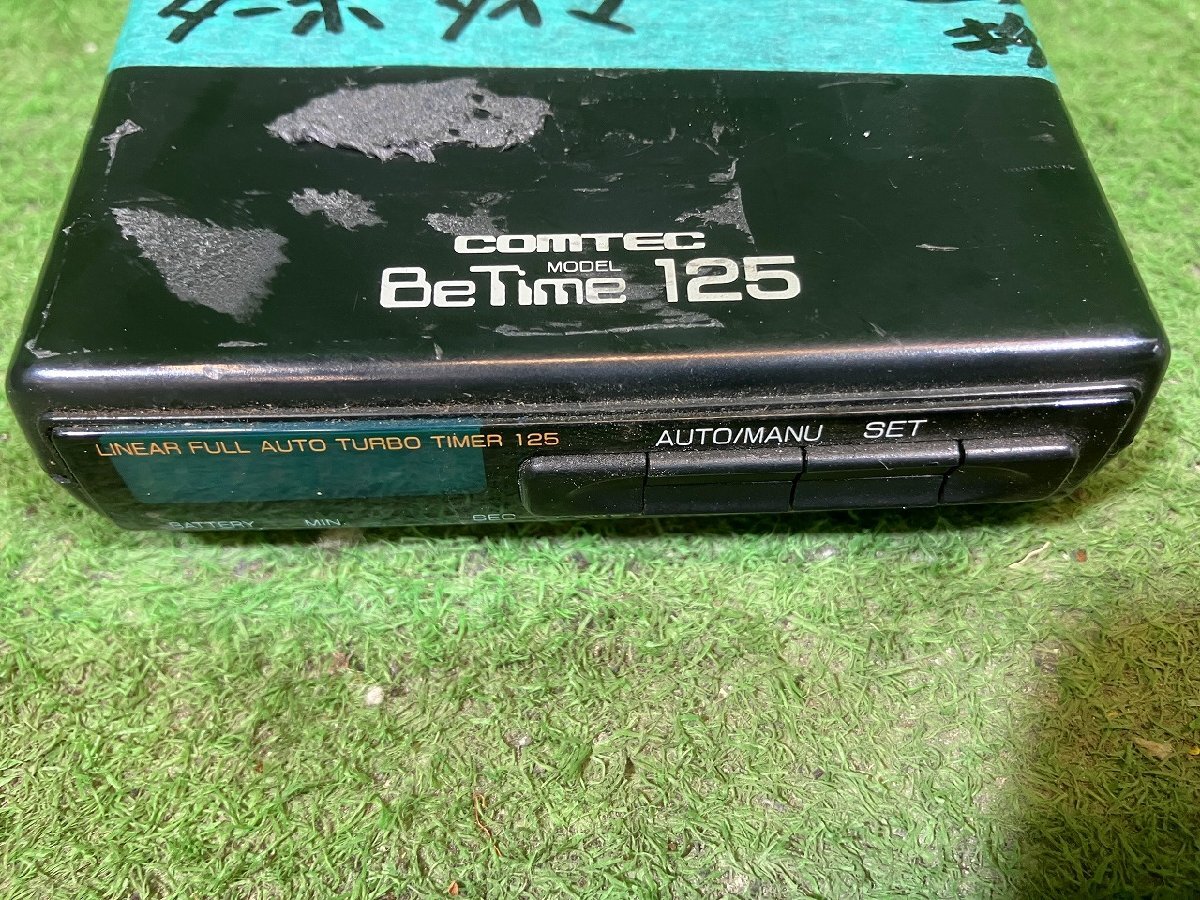 COMTEC
BeTime MODEL 125
LINEAR FULL AUTO TURBO TIMER 125
AUTO/MANU SET
BATTERY MIN SEC